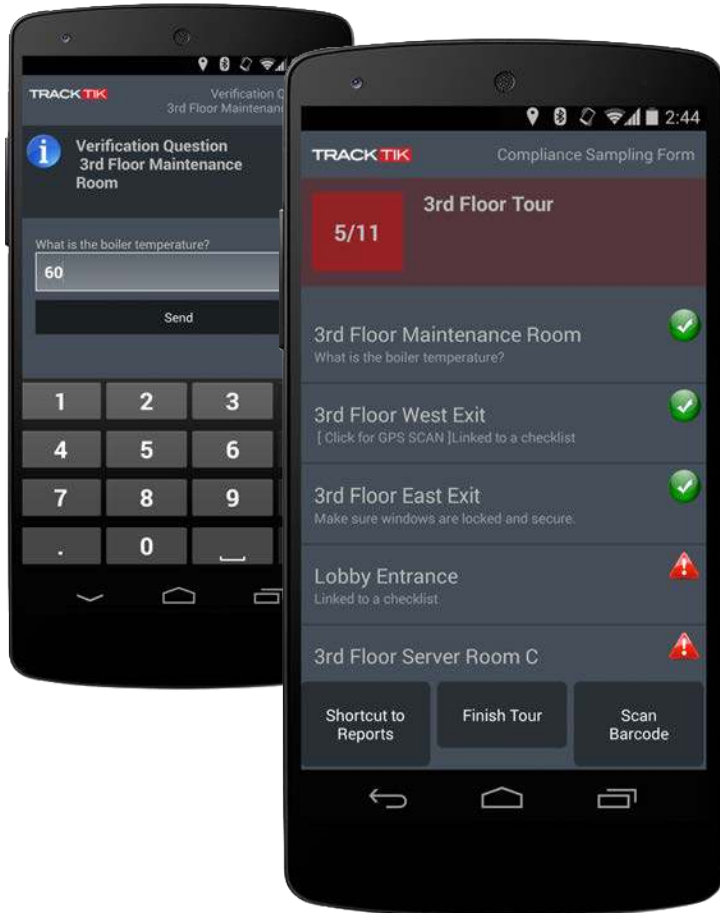 TRACKTIK
Verification Q
3rd Floor Maintenanc
Verification Question
3rd Floor Maintenance
Room
What is the boiler temperature?
60
Send
1 2 3
4 5 6
7 8 9
. 0
2:44
TRACKTIK Compliance Sampling Form
5/11
3rd Floor Tour
3rd Floor Maintenance Room
What is the boiler temperature?
3rd Floor West Exit
[ Click for GPS SCAN ]Linked to a checklist
3rd Floor East Exit
Make sure windows are locked and secure.
Lobby Entrance
Linked to a checklist
3rd Floor Server Room C
Shortcut to
Reports
Finish Tour
Scan
Barcode